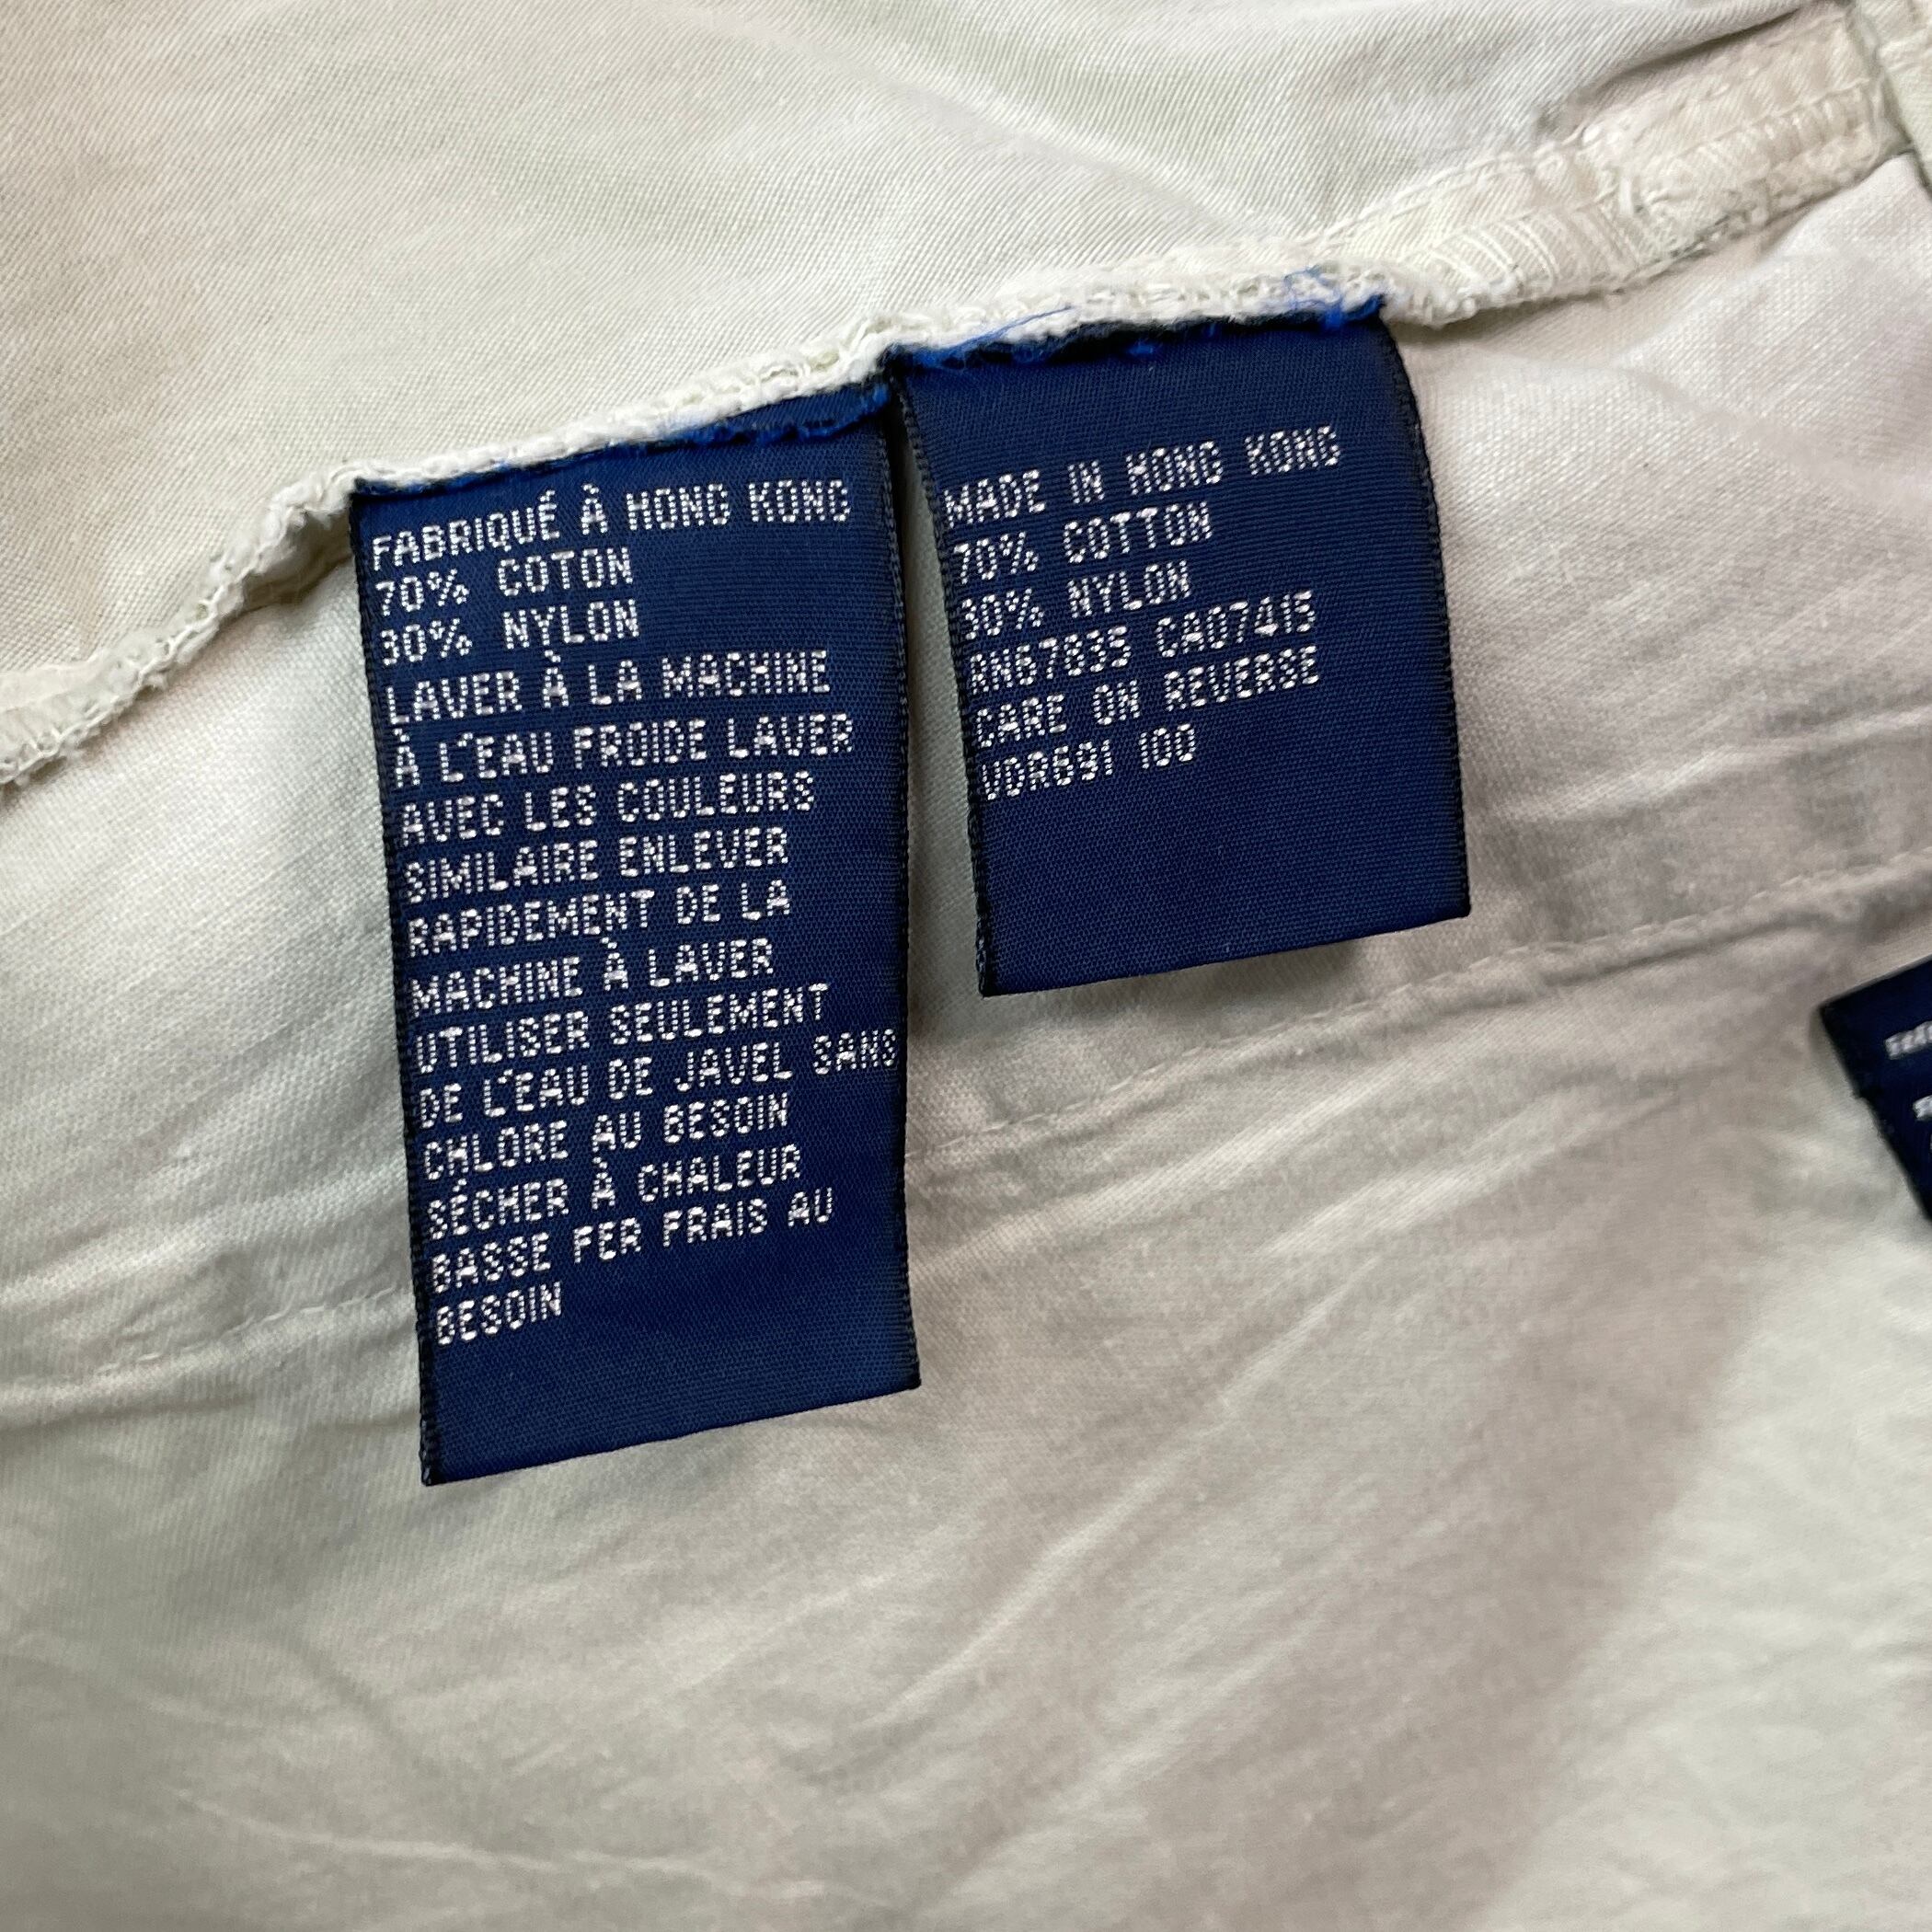 FABRIQUÉ À HONG KONG
70% COTON
30% NYLON
LAVER À LA MACHINE
À L'EAU FROIDE LAVER
AVEC LES COULEURS
SIMILAIRE ENLEVER
RAPIDEMENT DE LA
MACHINE À LAVER
UTILISER SEULEMENT
DE L'EAU DE JAVEL SANS
CHLORE AU BESOIN
SÉCHER À CHALEUR
BASSE FER FRAIS AU
BESOIN
MADE IN HONG KONG
70% COTTON
30% NYLON
RN67835 CA07415
CARE ON REVERSE
VDR691 100